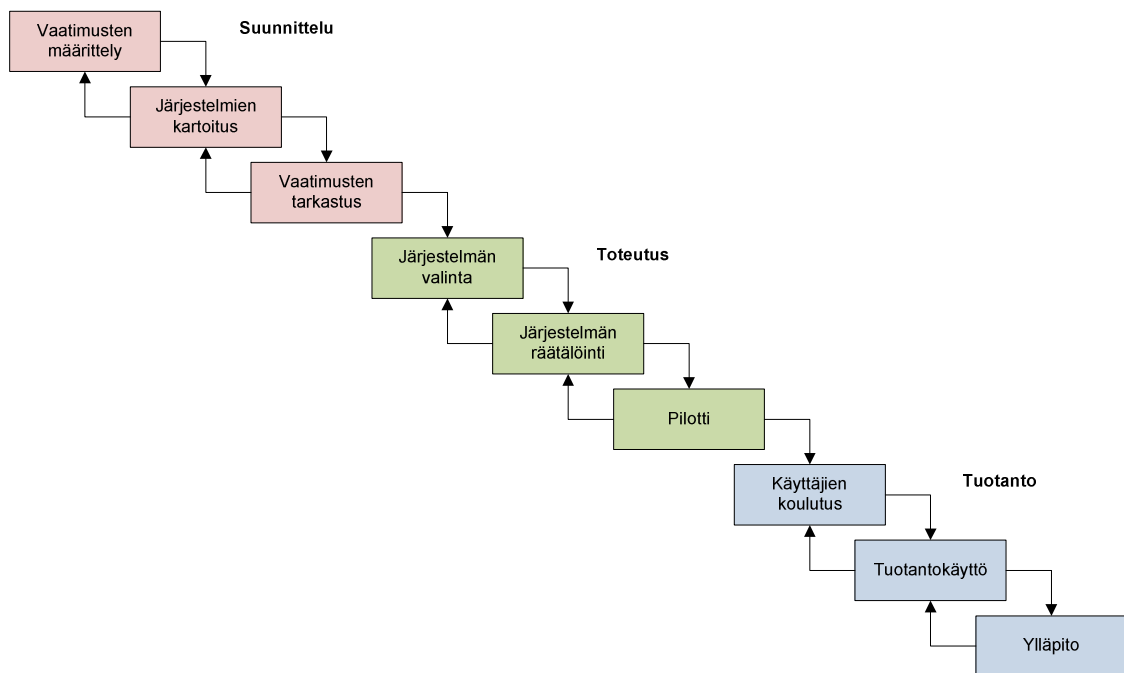 Vaatimusten
määrittely
Suunnittelu
Järjestelmien
kartoitus
Vaatimusten
tarkastus
Järjestelmän
valinta
Toteutus
Järjestelmän
räätälöinti
Pilotti
Käyttäjien
koulutus
Tuotanto
Tuotantokäyttö
Ylläpito